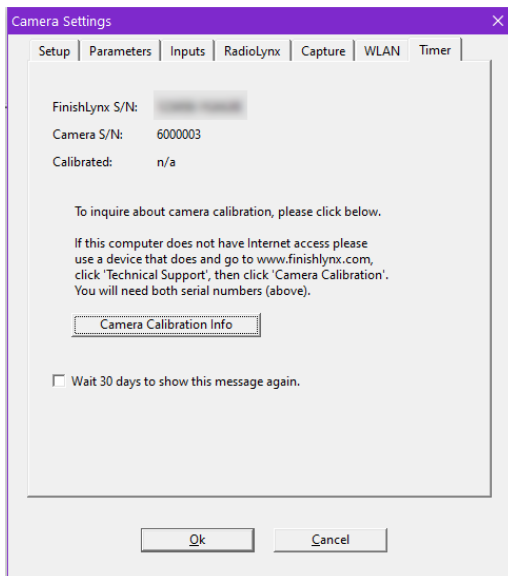 Camera Settings
Setup Parameters Inputs RadioLynx Capture WLAN Timer
FinishLynx S/N:
Camera S/N: 6000003
Calibrated: n/a
To inquire about camera calibration, please click below.
If this computer does not have Internet access please
use a device that does and go to www.finishlynx.com,
click 'Technical Support', then click 'Camera Calibration'.
You will need both serial numbers (above).
Camera Calibration Info
Wait 30 days to show this message again.
Ok Cancel